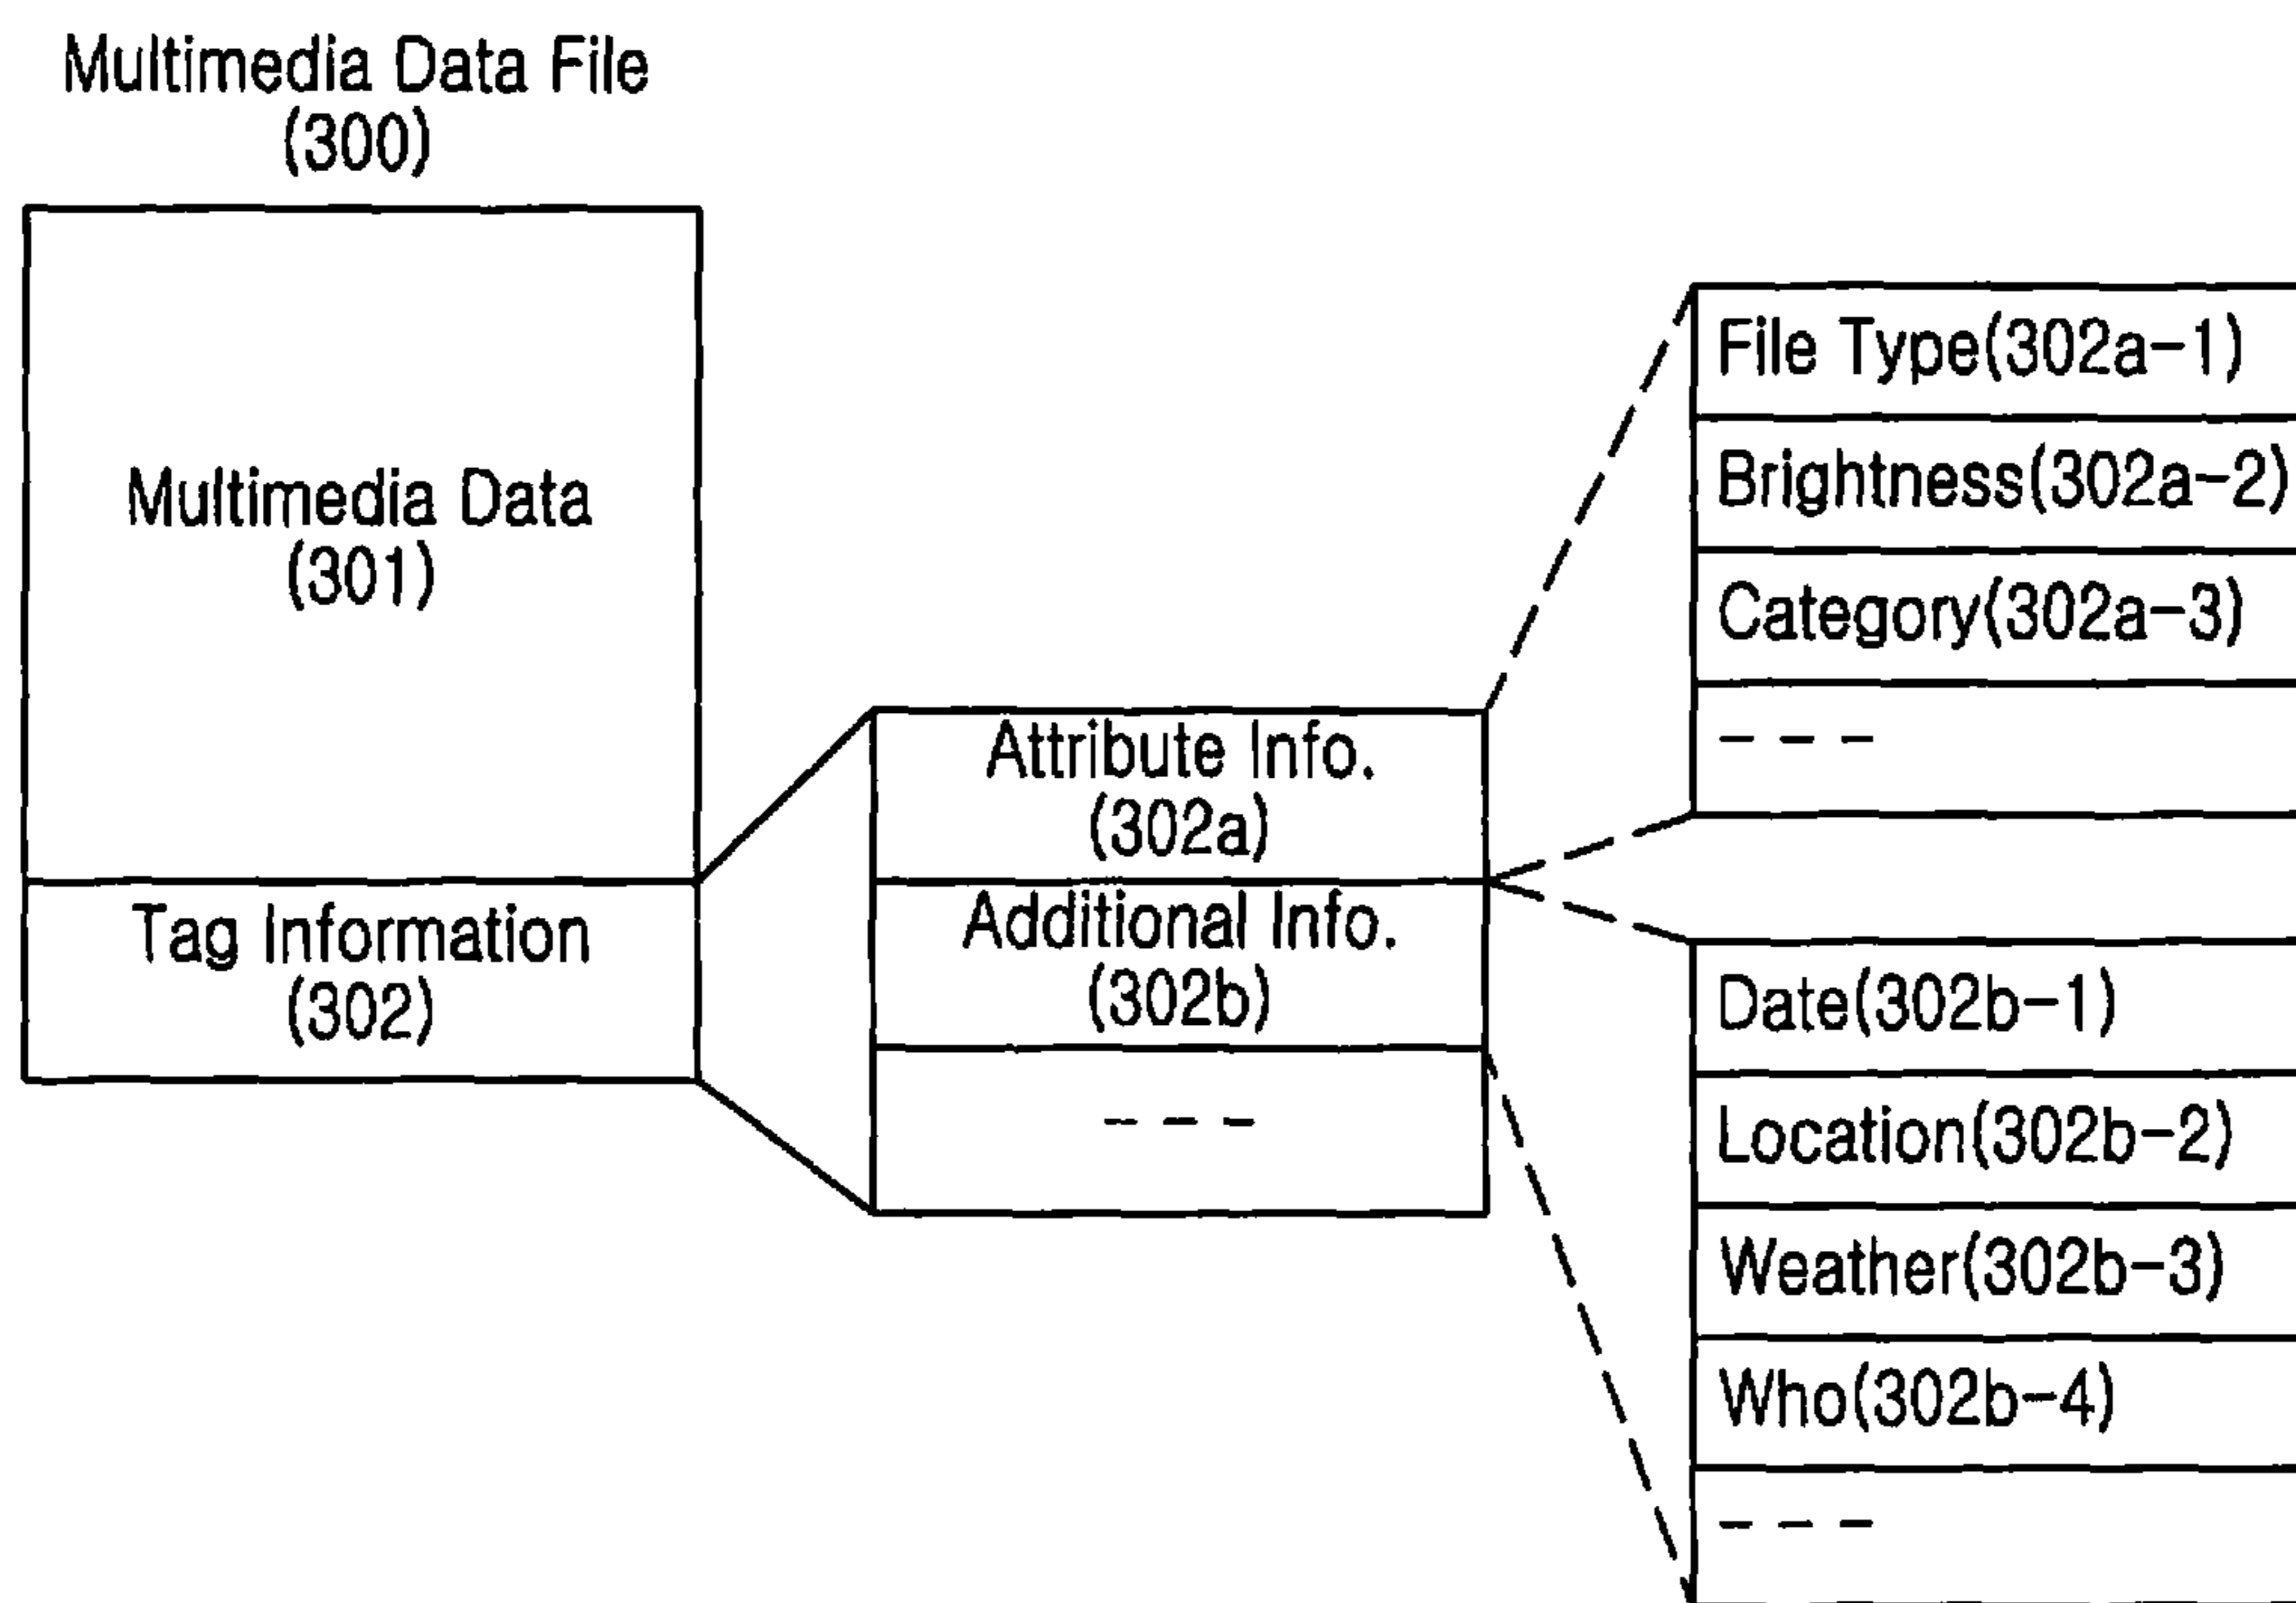 Multimedia Data File
(300)
Multimedia Data
(301)
Tag Information
(302)
Attribute Info.
(302a)
Additional Info.
(302b)
---
File Type(302a-1)
Brightness(302a-2)
Category(302a-3)
---
Date(302b-1)
Location(302b-2)
Weather(302b-3)
Who(302b-4)
---